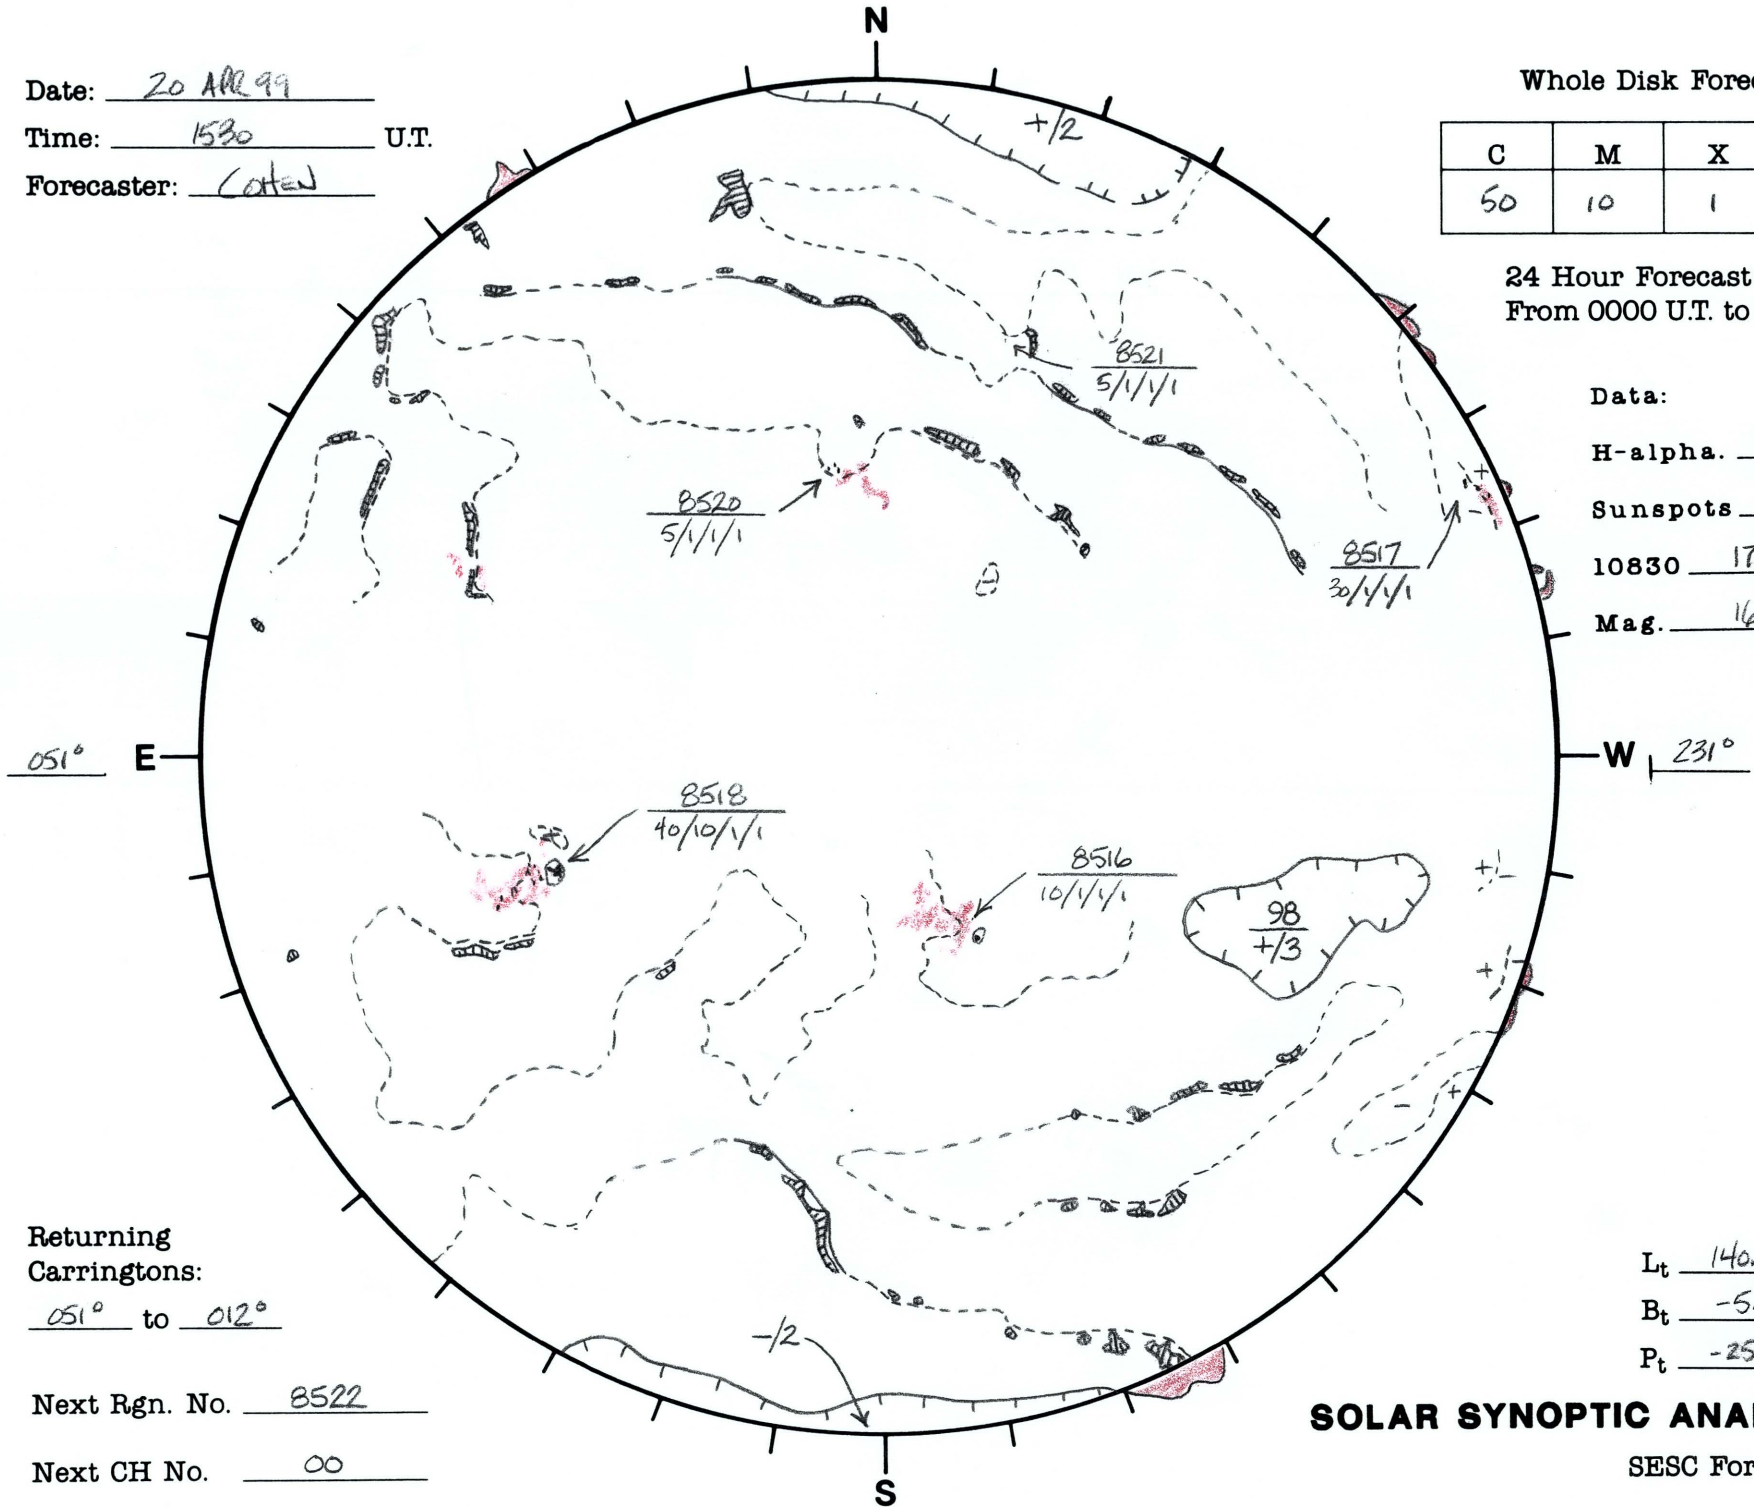 N
Date: 20 APR 99
Time: 1530 U.T.
Forecaster: COHEN
Whole Disk Fore
C M X
50 10 1
24 Hour Forecast
From 0000 U.T. to
Data:
H-alpha.
Sunspots
10830 17
Mag. 16
+/2
8521
5/1/1/1
8520
5/1/1/1
8517
30/1/1/1
+
-
051° E
W 231°
8518
40/10/1/1
8516
10/1/1/1
98
+/3
+
-
+
-
-
+
Returning
Carringtons:
051° to 012°
Next Rgn. No. 8522
Next CH No. 00
-/2
Lt 140.
Bt -5.
Pt -25
SOLAR SYNOPTIC ANA
SESC For
S